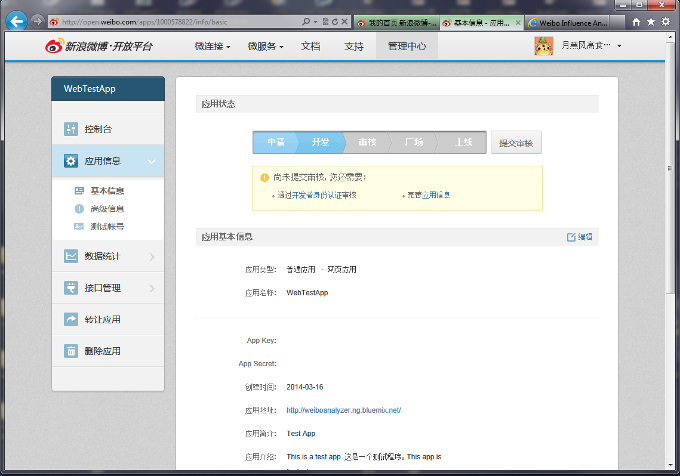 http://open.weibo.com/apps/1000578822/info/basic
我的首页 新浪微博-...
基本信息 - 应用...
Weibo Influence An...
新浪微博·开放平台
微连接
微服务
文档
支持
管理中心
月黑风高食...
WebTestApp
控制台
应用信息
基本信息
高级信息
测试帐号
数据统计
接口管理
转让应用
删除应用
应用状态
申请
开发
审核
广场
上线
提交审核
尚未提交审核, 您还需要:
通过开发者身份认证审核
完善应用信息
应用基本信息
编辑
应用类型: 普通应用 - 网页应用
应用名称: WebTestApp
App Key:
App Secret:
创建时间: 2014-03-16
应用地址: http://weiboanalyzer.ng.bluemix.net/
应用简介: Test App
应用介绍: This is a test app. 这是一个测试程序。This app is